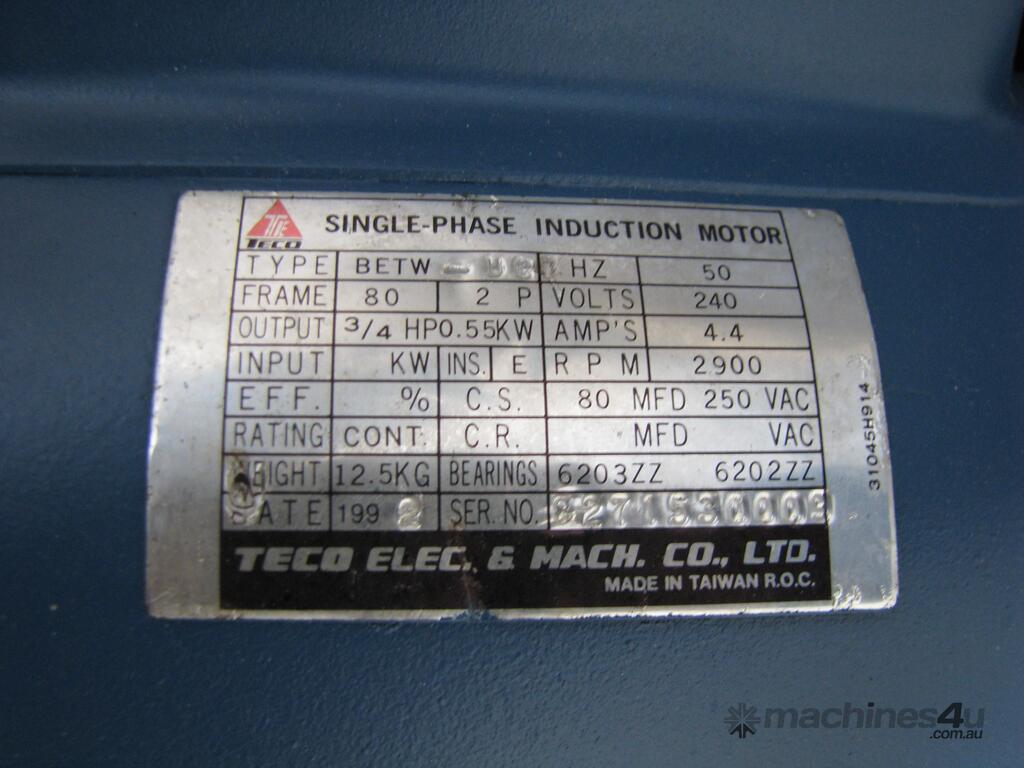 TECO SINGLE-PHASE INDUCTION MOTOR
TYPE BETW HZ 50
FRAME 80 2 P VOLTS 240
OUTPUT 3/4 HP0.55KW AMP'S 4.4
INPUT KW INS. E R P M 2900
EFF. % C.S. 80 MFD 250 VAC
RATING CONT. C.R. MFD VAC
12.5KG BEARINGS 6203ZZ 6202ZZ
199 2 SER. NO.
TECO ELEC. & MACH. CO., LTD.
MADE IN TAIWAN R.O.C.
31045H914
machines4u
.com.au